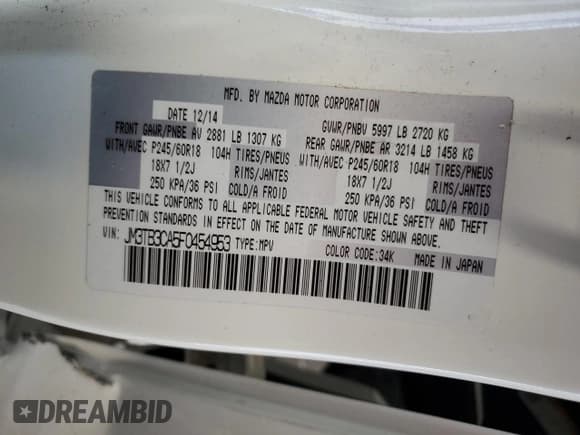 MFD. BY MAZDA MOTOR CORPORATION
DATE 12/14 GVWR/PNBV 5997 LB 2720 KG
FRONT GAWR/PNBE AV 2881 LB 1307 KG REAR GAWR/PNBE AR 3214 LB 1458 KG
WITH/AVEC P245/60R18 104H TIRES/PNEUS WITH/AVEC P245/60R18 104H TIRES/PNEUS
18X7 1/2J RIMS/JANTES 18X7 1/2J RIMS/JANTES
250 KPA/36 PSI COLD/A FROID 250 KPA/36 PSI COLD/A FROID
THIS VEHICLE CONFORMS TO ALL APPLICABLE FEDERAL MOTOR VEHICLE SAFETY AND THEFT
PREVENTION STANDARDS IN EFFECT ON THE DATE OF MANUFACTURE SHOWN ABOVE.
VIN: JM3TB3CA5F0454953 TYPE:MPV COLOR CODE:34K MADE IN JAPAN
DREAMBID